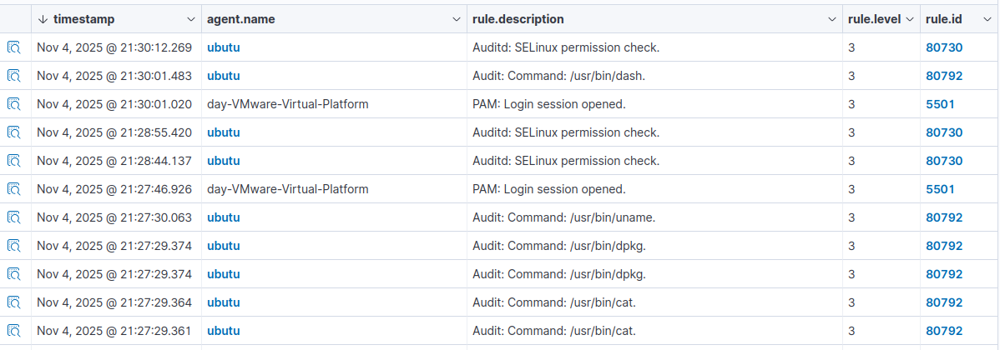 timestamp agent.name rule.description rule.level rule.id
Nov 4, 2025 @ 21:30:12.269 ubutu Auditd: SELinux permission check. 3 80730
Nov 4, 2025 @ 21:30:01.483 ubutu Audit: Command: /usr/bin/dash. 3 80792
Nov 4, 2025 @ 21:30:01.020 day-VMware-Virtual-Platform PAM: Login session opened. 3 5501
Nov 4, 2025 @ 21:28:55.420 ubutu Auditd: SELinux permission check. 3 80730
Nov 4, 2025 @ 21:28:44.137 ubutu Auditd: SELinux permission check. 3 80730
Nov 4, 2025 @ 21:27:46.926 day-VMware-Virtual-Platform PAM: Login session opened. 3 5501
Nov 4, 2025 @ 21:27:30.063 ubutu Audit: Command: /usr/bin/uname. 3 80792
Nov 4, 2025 @ 21:27:29.374 ubutu Audit: Command: /usr/bin/dpkg. 3 80792
Nov 4, 2025 @ 21:27:29.374 ubutu Audit: Command: /usr/bin/dpkg. 3 80792
Nov 4, 2025 @ 21:27:29.364 ubutu Audit: Command: /usr/bin/cat. 3 80792
Nov 4, 2025 @ 21:27:29.361 ubutu Audit: Command: /usr/bin/cat. 3 80792